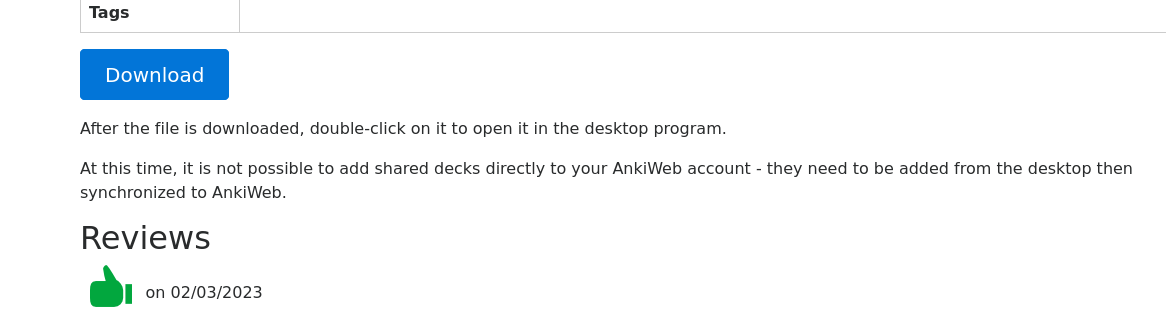 Tags
Download
After the file is downloaded, double-click on it to open it in the desktop program.
At this time, it is not possible to add shared decks directly to your AnkiWeb account - they need to be added from the desktop then
synchronized to AnkiWeb.
Reviews
on 02/03/2023